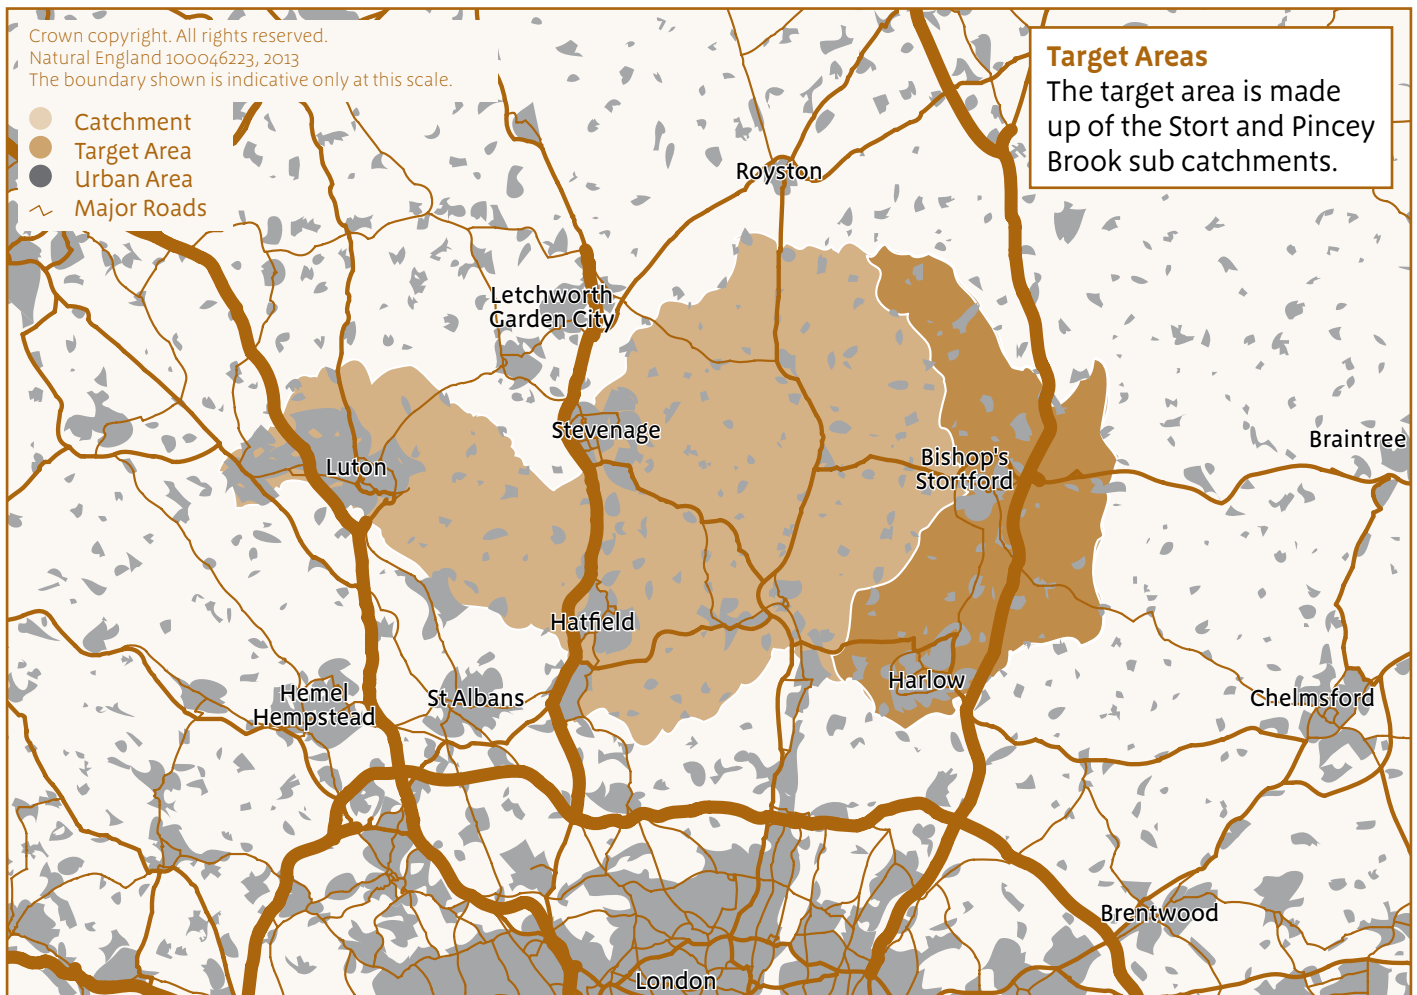 Crown copyright. All rights reserved.
Natural England 100046223, 2013
The boundary shown is indicative only at this scale.
Catchment
Target Area
Urban Area
Major Roads
Target Areas
The target area is made
up of the Stort and Pincey
Brook sub catchments.
Royston
Letchworth
Garden City
Stevenage
Braintree
Luton
Bishop's
Stortford
Hatfield
Hemel
Hempstead
St Albans
Harlow
Chelmsford
Brentwood
London